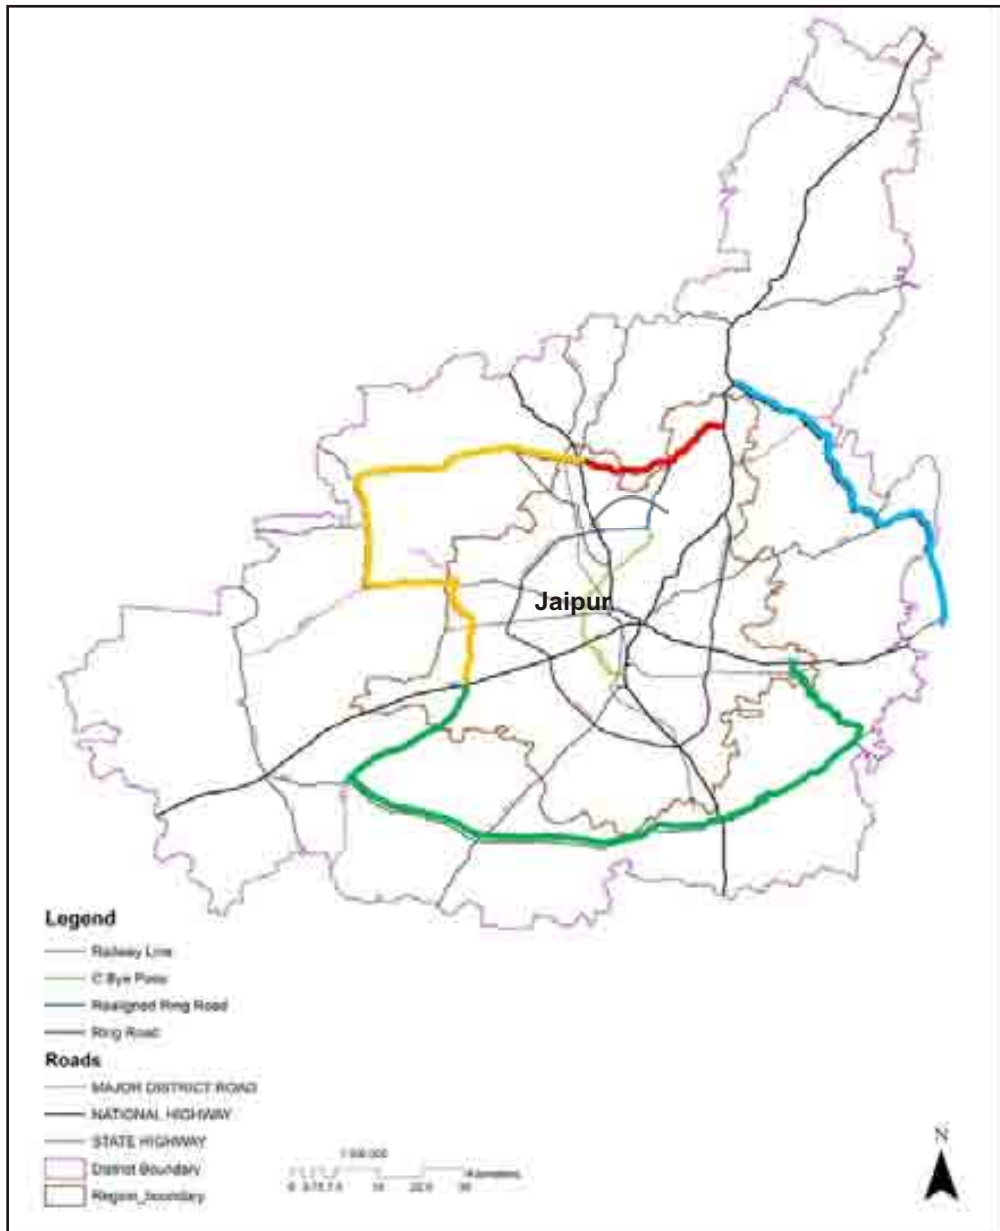 Jaipur
Legend
Railway Line
C Bye Pass
Realigned Ring Road
Ring Road
Roads
MAJOR DISTRICT ROAD
NATIONAL HIGHWAY
STATE HIGHWAY
District Boundary
Region_boundary
N